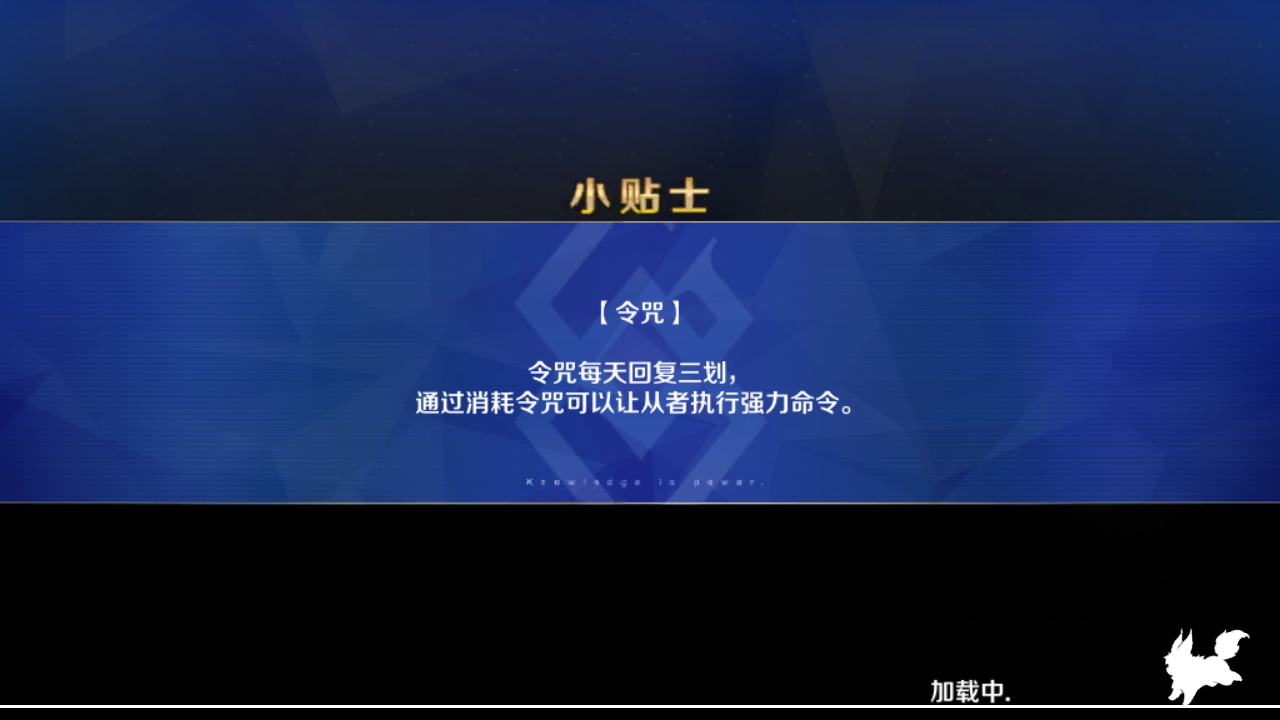 小贴士
【令咒】
令咒每天回复三划，
通过消耗令咒可以让从者执行强力命令。
Knowledge is power.
加载中.